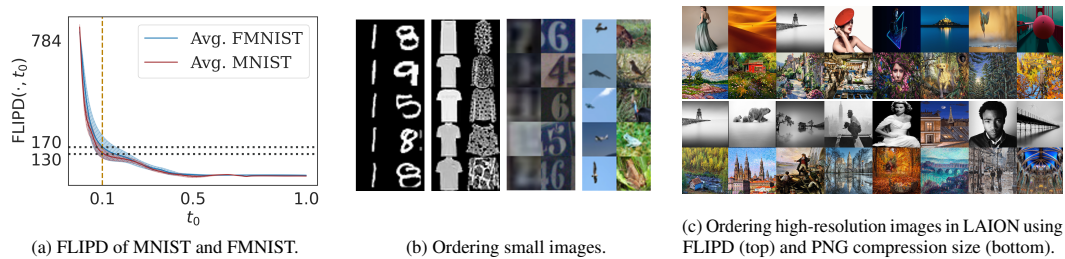 784
170
130
FLIPD(·, t₀)
Avg. FMNIST
Avg. MNIST
0.1
0.5
1.0
t₀
(a) FLIPD of MNIST and FMNIST.
(b) Ordering small images.
(c) Ordering high-resolution images in LAION using
FLIPD (top) and PNG compression size (bottom).